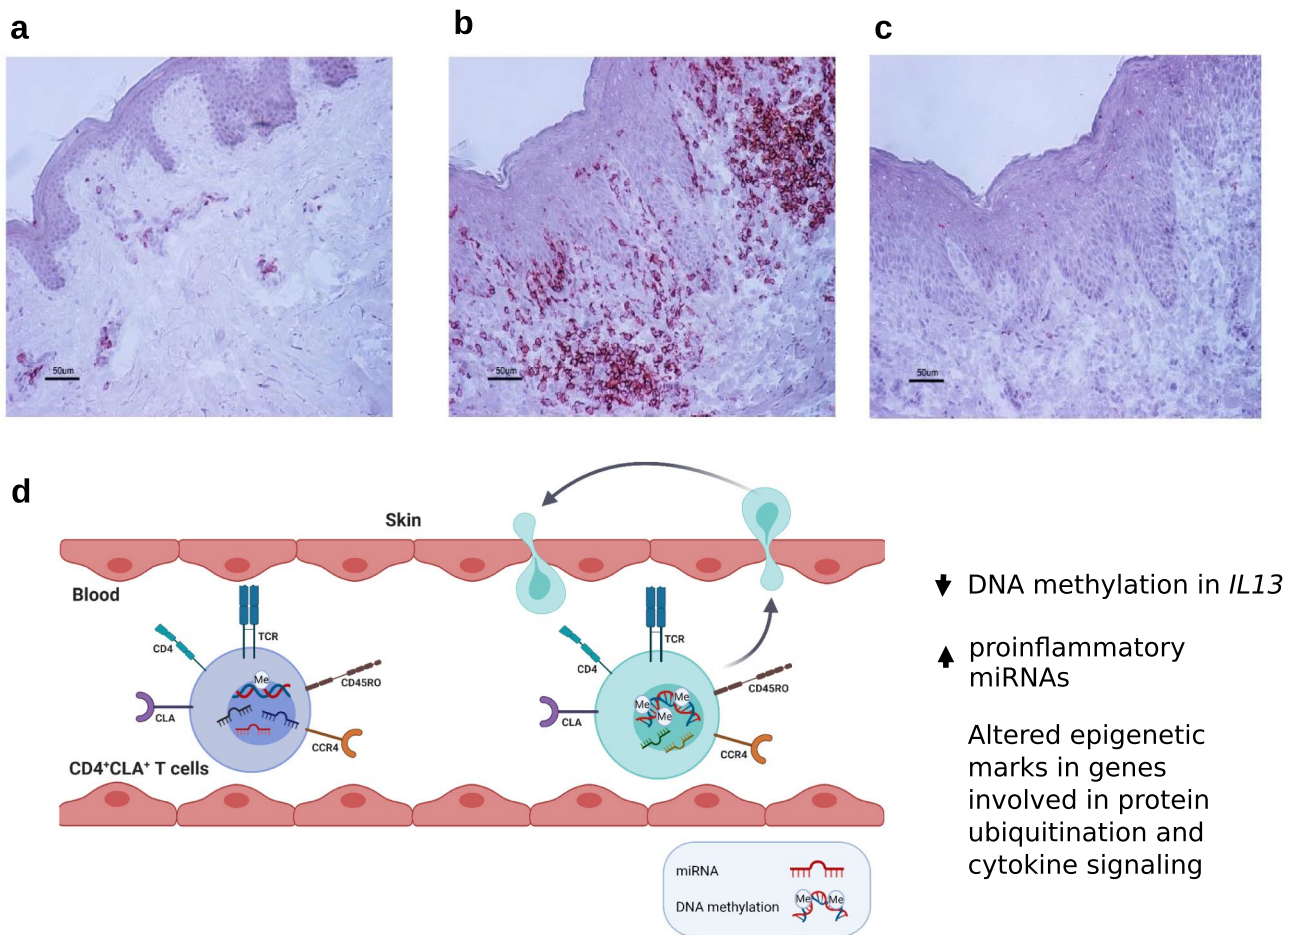 a
b
c
50um
50um
50um
d
Skin
Blood
TCR
CD4
Me
CD45RO
CLA
CCR4
CD4⁺CLA⁺ T cells
TCR
CD4
Me
Me
Me
CD45RO
CLA
CCR4
miRNA
DNA methylation
Me
Me
DNA methylation in IL13
proinflammatory
miRNAs
Altered epigenetic
marks in genes
involved in protein
ubiquitination and
cytokine signaling